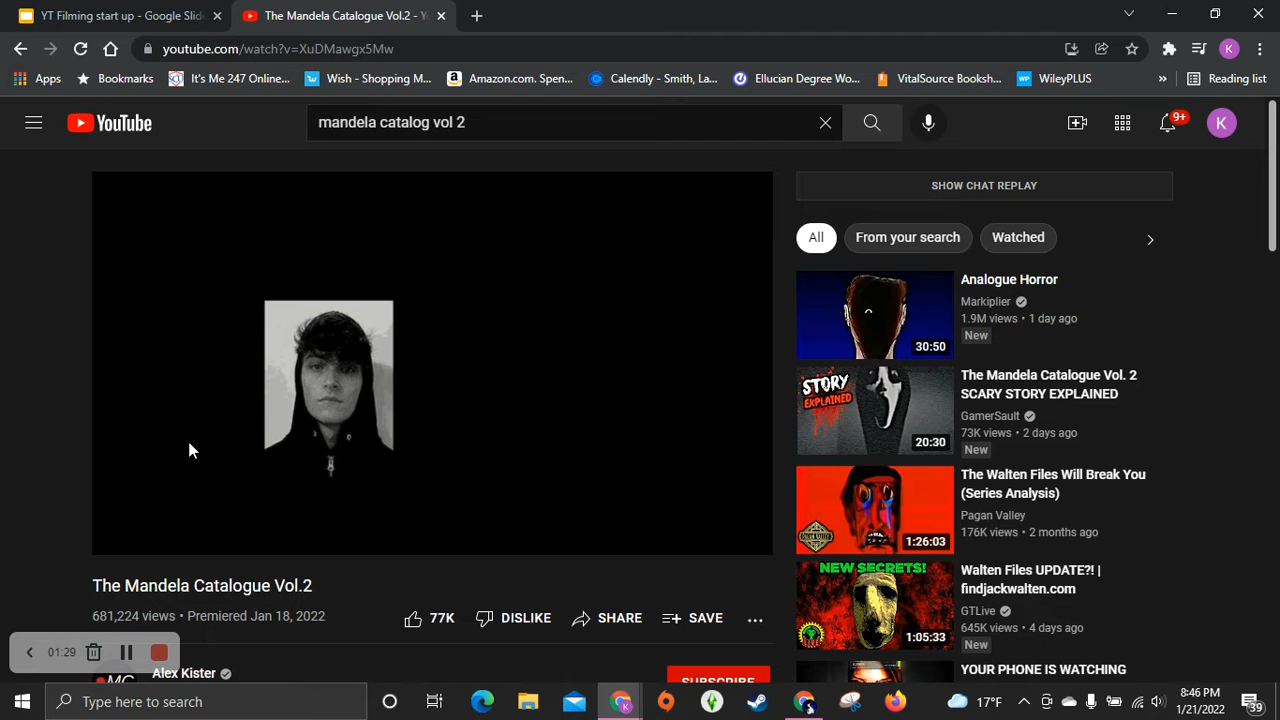 YT Filming start up - Google Slid
The Mandela Catalogue Vol.2 - Y
youtube.com/watch?v=XuDMawgx5Mw
Apps
Bookmarks
It's Me 247 Online...
Wish - Shopping M...
Amazon.com. Spen...
Calendly - Smith, La...
Ellucian Degree Wo...
VitalSource Booksh...
WP WileyPLUS
»
Reading list
YouTube
mandela catalog vol 2
9+
K
SHOW CHAT REPLAY
All
From your search
Watched
Analogue Horror
Markiplier
1.9M views • 1 day ago
New
30:50
The Mandela Catalogue Vol. 2
SCARY STORY EXPLAINED
GamerSault
73K views • 2 days ago
New
STORY
EXPLAINED
20:30
The Walten Files Will Break You
(Series Analysis)
Pagan Valley
176K views • 2 months ago
1:26:03
NEW SECRETS!
Walten Files UPDATE?! |
findjackwalten.com
GTLive
645K views • 4 days ago
New
1:05:33
YOUR PHONE IS WATCHING
The Mandela Catalogue Vol.2
681,224 views • Premiered Jan 18, 2022
77K
DISLIKE
SHARE
SAVE
1:29
Alex Kister
SUBSCRIBE
Type here to search
17°F
8:46 PM
1/21/2022
39